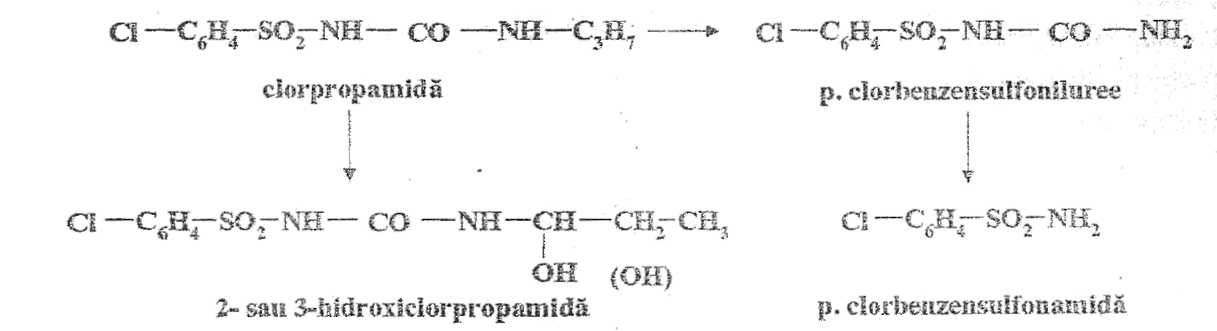 Cl—C₆H₄—SO₂—NH— CO —NH—C₃H₇ → Cl—C₆H₄—SO₂—NH— CO —NH₂
clorpropamidă p. clorbenzensulfoniluree
Cl—C₆H₄—SO₂—NH— CO —NH—CH—CH₂—CH₃ Cl—C₆H₄—SO₂—NH₂
OH (OH)
2- sau 3-hidroxiclorpropamidă p. clorbenzensulfonamidă